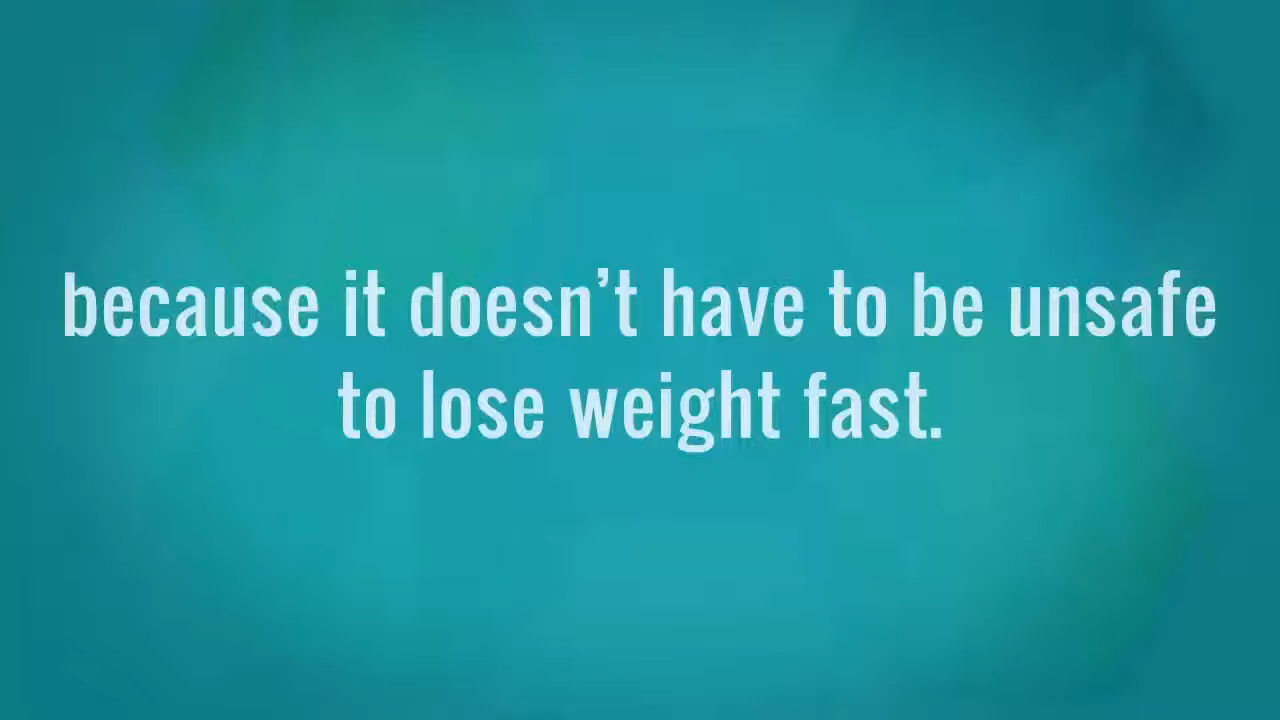 because it doesn’t have to be unsafe
to lose weight fast.